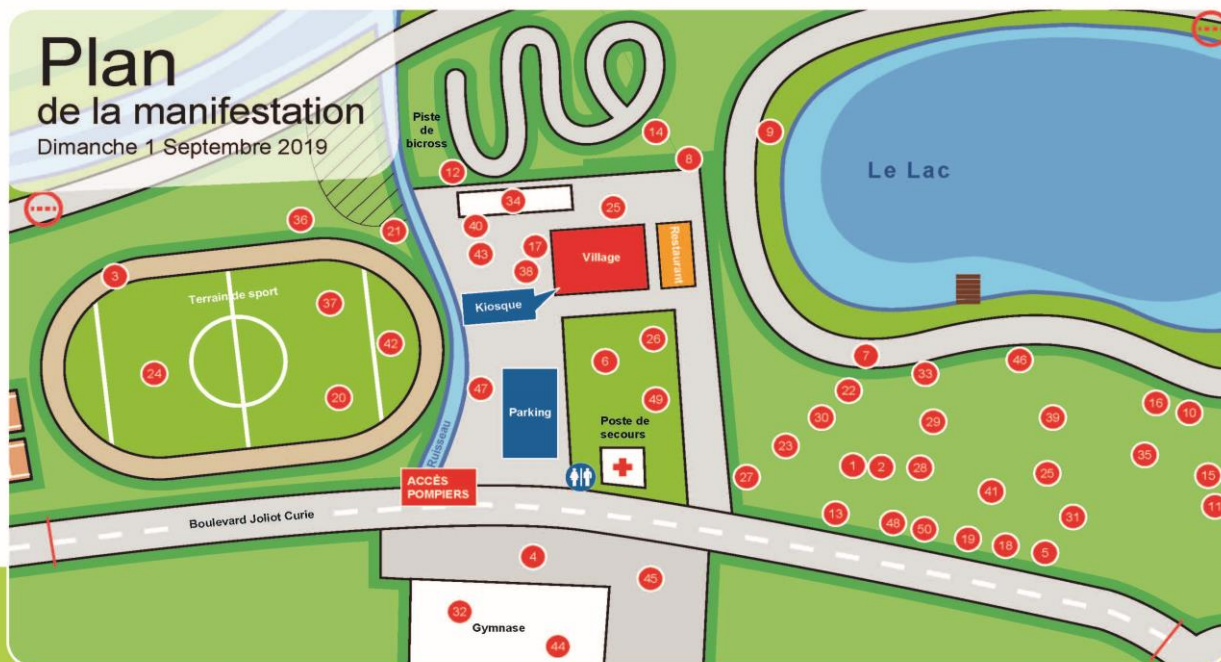 Plan
de la manifestation
Dimanche 1 Septembre 2019
Piste
de
bicross
14
9
8
12
34
25
Le Lac
36
21
40
17
43
38
Village
Restaurant
3
Terrain de sport
37
Kiosque
42
26
6
7
33
46
24
20
47
Parking
49
22
30
29
39
16
10
Poste de
secours
23
35
Ruisseau
27
1
2
28
25
15
ACCÈS
POMPIERS
41
11
Boulevard Joliot Curie
13
48
50
19
18
31
5
4
45
32
Gymnase
44